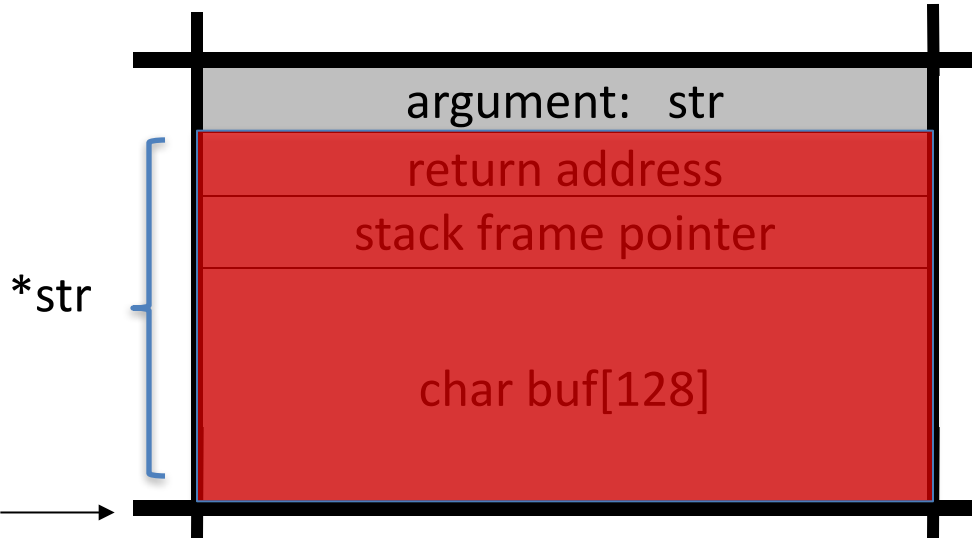 argument: str
return address
stack frame pointer
*str
char buf[128]